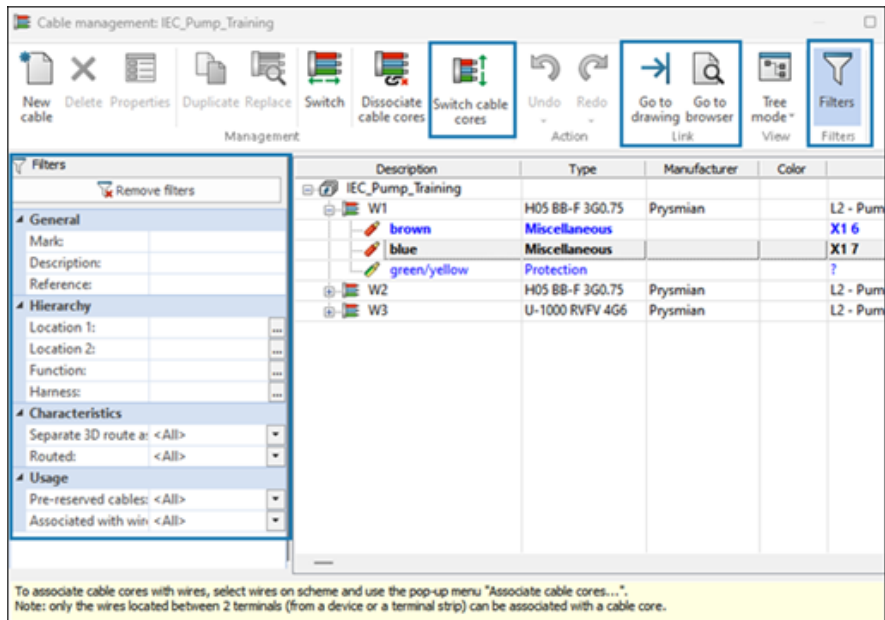 Cable management: IEC_Pump_Training
New cable
Delete
Properties
Duplicate
Replace
Switch
Dissociate cable cores
Switch cable cores
Undo
Redo
Go to drawing
Go to browser
Tree mode
Filters
Management
Action
Link
View
Filters
Filters
Remove filters
General
Mark:
Description:
Reference:
Hierarchy
Location 1:
Location 2:
Function:
Harness:
Characteristics
Separate 3D route a: <All>
Routed: <All>
Usage
Pre-reserved cables: <All>
Associated with wire <All>
Description Type Manufacturer Color
IEC_Pump_Training
W1 H05 BB-F 3G0.75 Prysmian L2 - Pum
brown Miscellaneous X1 6
blue Miscellaneous X1 7
green/yellow Protection ?
W2 H05 BB-F 3G0.75 Prysmian L2 - Pum
W3 U-1000 RVFV 4G6 Prysmian L2 - Pum
To associate cable cores with wires, select wires on scheme and use the pop-up menu "Associate cable cores...".
Note: only the wires located between 2 terminals (from a device or a terminal strip) can be associated with a cable core.